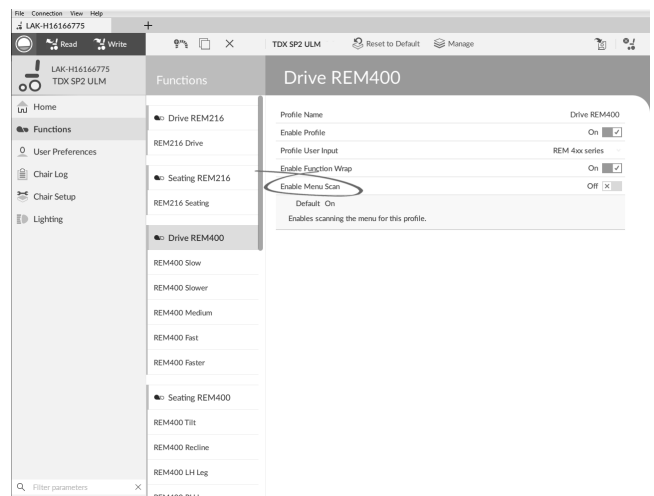 File Connection View Help
LAK-H16166775 +
Read Write
TDX SP2 ULM Reset to Default Manage
LAK-H16166775
TDX SP2 ULM
Home
Functions
User Preferences
Chair Log
Chair Setup
Lighting
Filter parameters
Functions
Drive REM216
REM216 Drive
Seating REM216
REM216 Seating
Drive REM400
REM400 Slow
REM400 Slower
REM400 Medium
REM400 Fast
REM400 Faster
Seating REM400
REM400 Tilt
REM400 Recline
REM400 LH Leg
Drive REM400
Profile Name Drive REM400
Enable Profile On
Profile User Input REM 4xx series
Enable Function Wrap On
Enable Menu Scan Off
Default On
Enables scanning the menu for this profile.